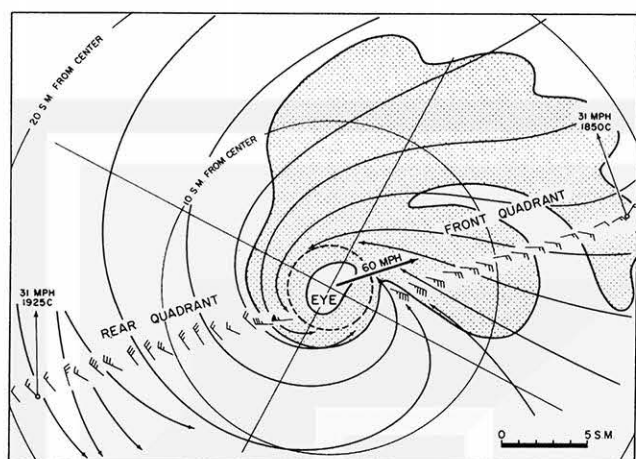 20 S M FROM CENTER
31 MPH
1850C
10 S M FROM CENTER
FRONT QUADRANT
60 MPH
EYE
31 MPH
1925C
REAR QUADRANT
0 5 S.M.